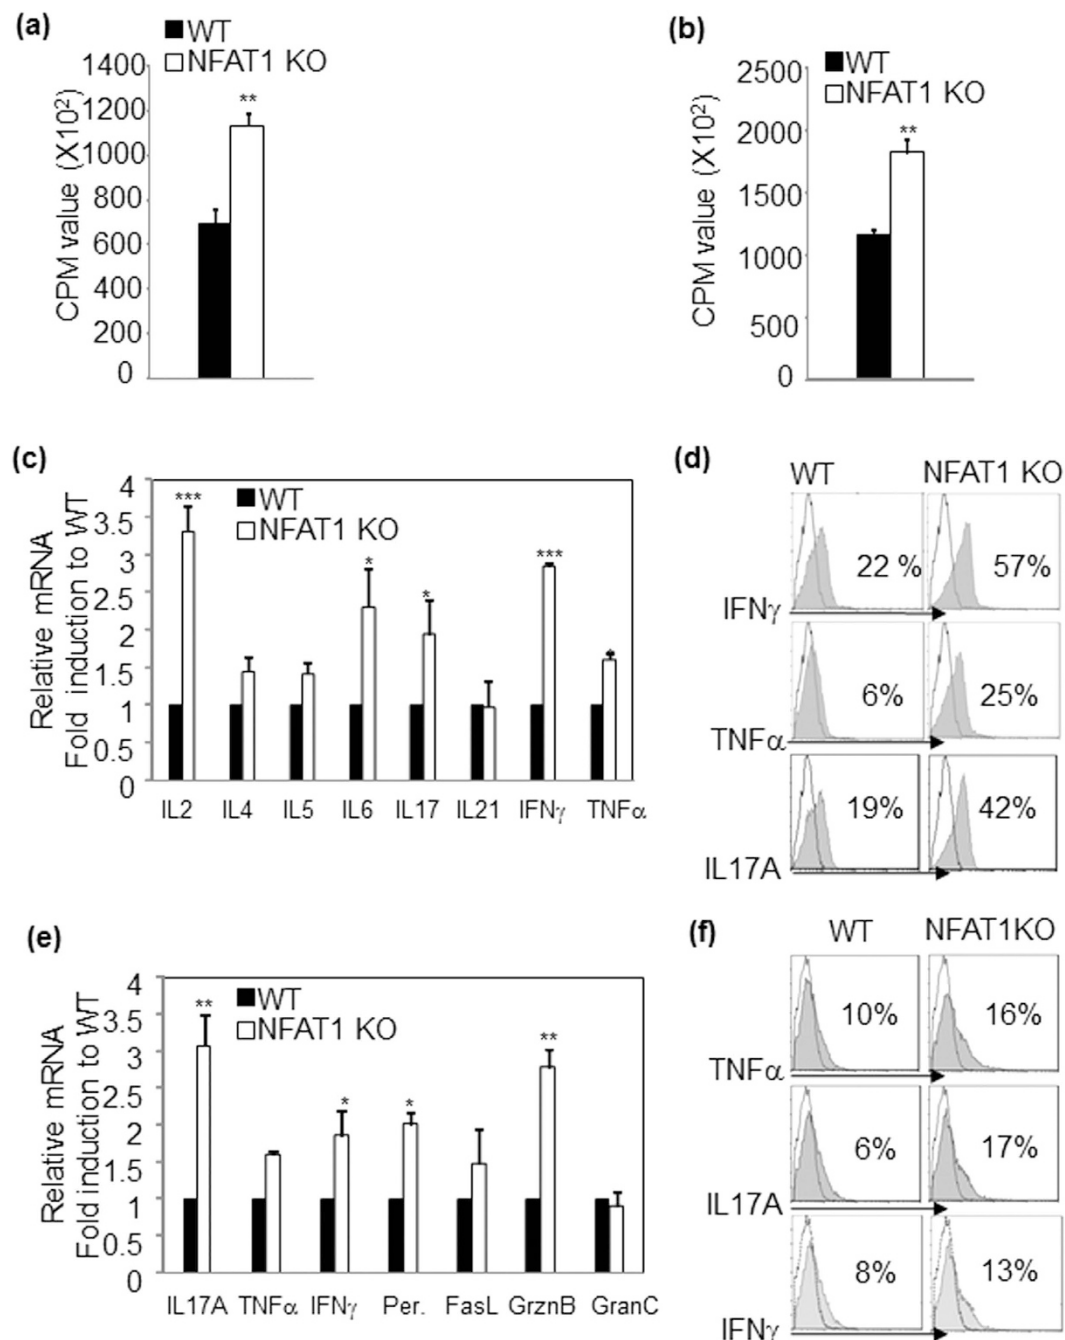 (a)
WT
NFAT1 KO
1400
1200
1000
800
600
400
200
0
CPM value (X10²)
**
(b)
WT
NFAT1 KO
2500
2000
1500
1000
500
0
CPM value (X10²)
**
(c)
WT
NFAT1 KO
4
3.5
3
2.5
2
1.5
1
0.5
0
Relative mRNA
Fold induction to WT
***
*
*
***
*
IL2 IL4 IL5 IL6 IL17 IL21 IFNγ TNFα
(d)
WT NFAT1 KO
22 % 57%
IFNγ
6% 25%
TNFα
19% 42%
IL17A
(e)
WT
NFAT1 KO
4
3.5
3
2.5
2
1.5
1
0.5
0
Relative mRNA
Fold induction to WT
**
*
*
**
IL17A TNFα IFNγ Per. FasL GrznB GranC
(f)
WT NFAT1KO
10% 16%
TNFα
6% 17%
IL17A
8% 13%
IFNγ